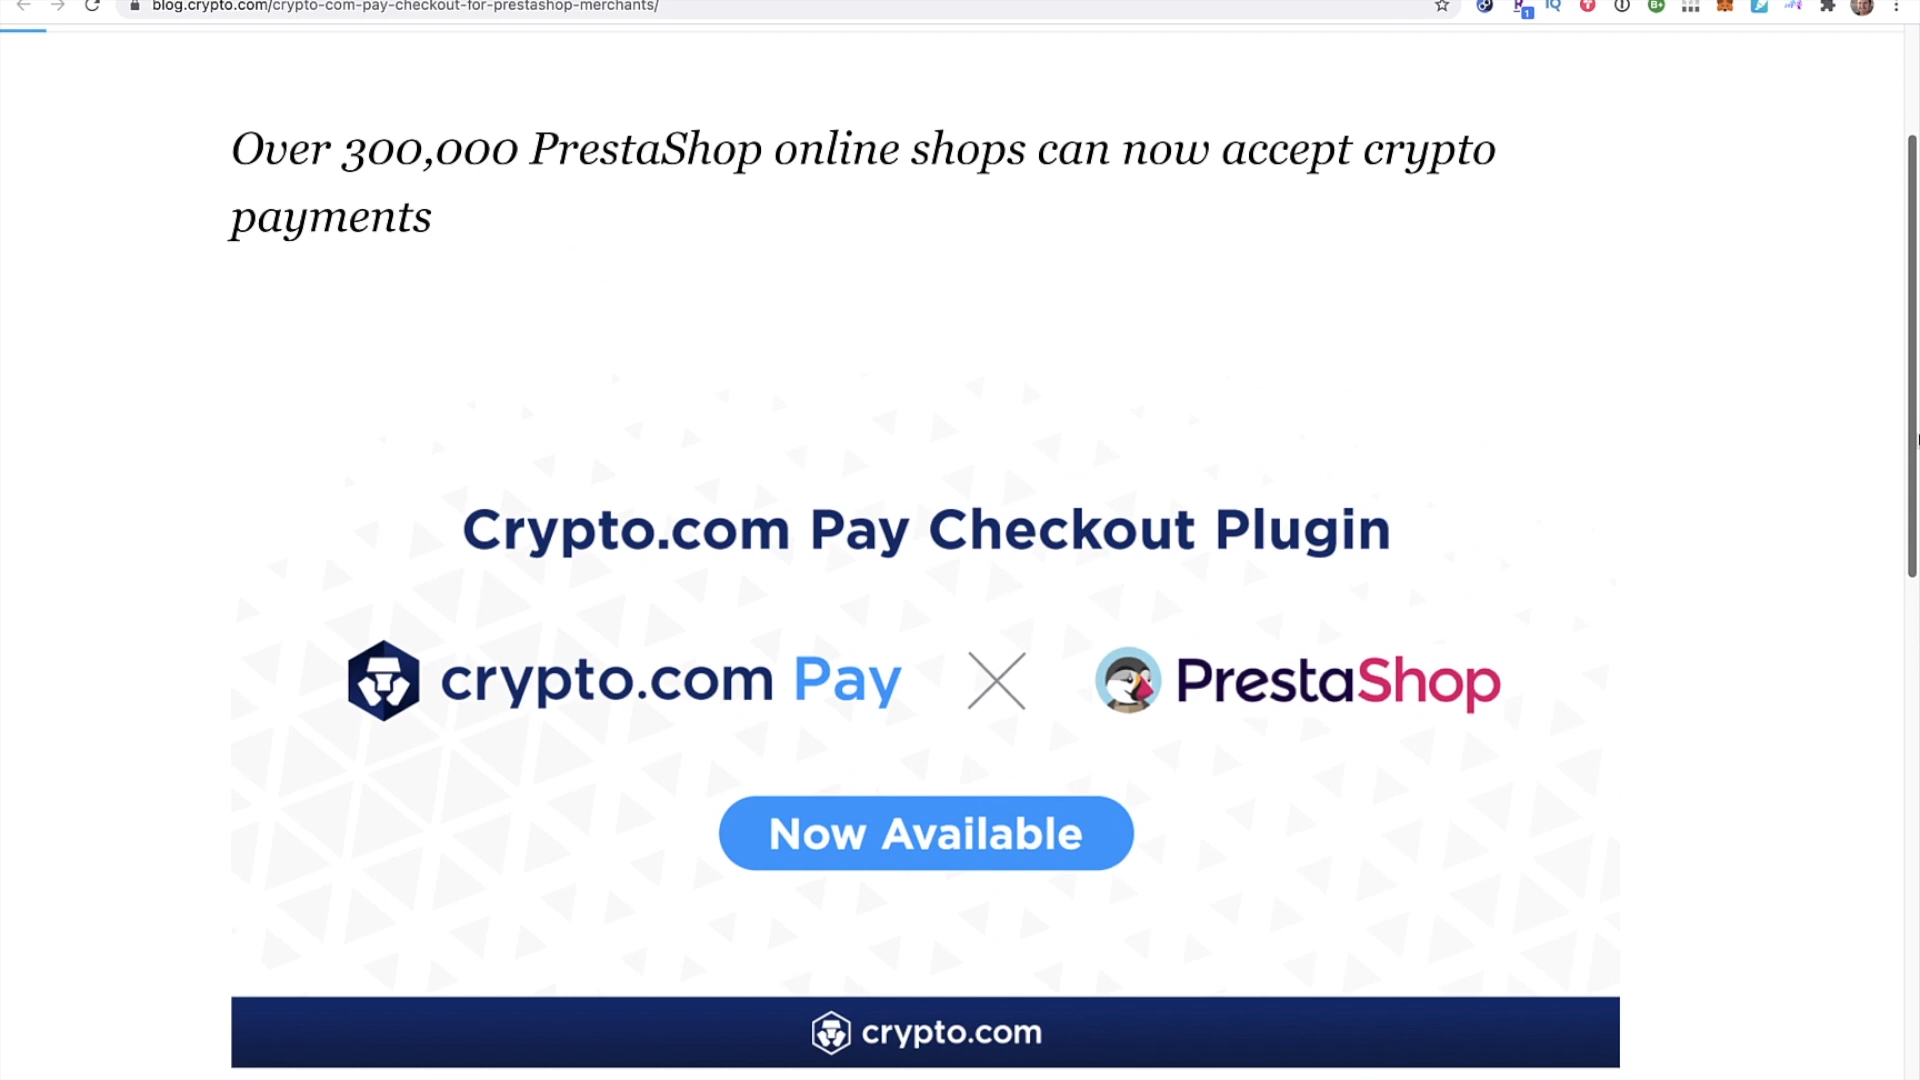 blog.crypto.com/crypto-com-pay-checkout-for-prestashop-merchants/
Over 300,000 PrestaShop online shops can now accept crypto
payments
Crypto.com Pay Checkout Plugin
crypto.com Pay
PrestaShop
Now Available
crypto.com